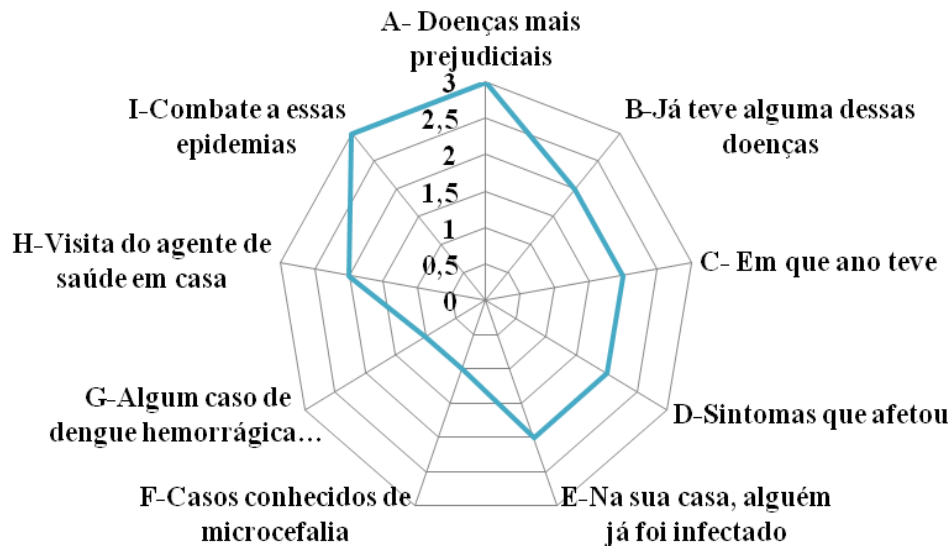 A- Doenças mais
prejudiciais
B-Já teve alguma dessas
doenças
C- Em que ano teve
D-Sintomas que afetou
E-Na sua casa, alguém
já foi infectado
F-Casos conhecidos de
microcefalia
G-Algum caso de
dengue hemorrágica...
H-Visita do agente de
saúde em casa
I-Combate a essas
epidemias
3
2,5
2
1,5
1
0,5
0